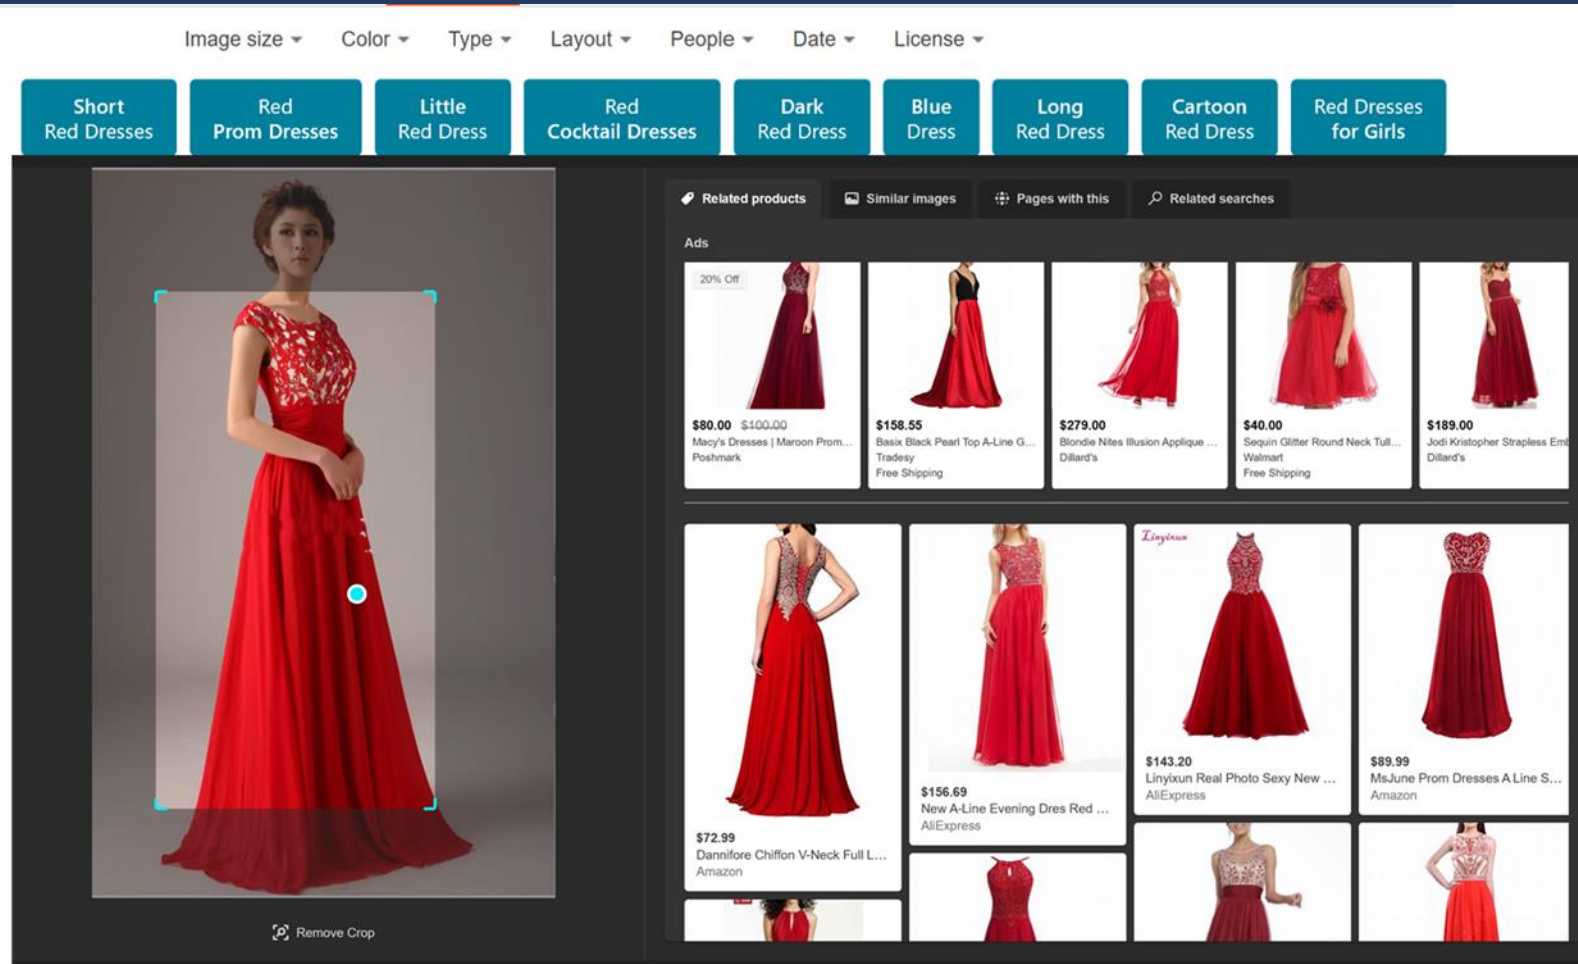 Image size
Color
Type
Layout
People
Date
License
Short
Red Dresses
Red
Prom Dresses
Little
Red Dress
Red
Cocktail Dresses
Dark
Red Dress
Blue
Dress
Long
Red Dress
Cartoon
Red Dress
Red Dresses
for Girls
Related products
Similar images
Pages with this
Related searches
Ads
20% Off
$80.00 $100.00
Macy's Dresses | Maroon Prom...
Poshmark
$158.55
Basix Black Pearl Top A-Line G...
Tradesy
Free Shipping
$279.00
Blondie Nites Illusion Applique ...
Dillard's
$40.00
Sequin Glitter Round Neck Tull...
Walmart
Free Shipping
$189.00
Jodi Kristopher Strapless Emb
Dillard's
$72.99
Dannifore Chiffon V-Neck Full L...
Amazon
$156.69
New A-Line Evening Dres Red ...
AliExpress
Linyixun
$143.20
Linyixun Real Photo Sexy New ...
AliExpress
$89.99
MsJune Prom Dresses A Line S...
Amazon
Remove Crop